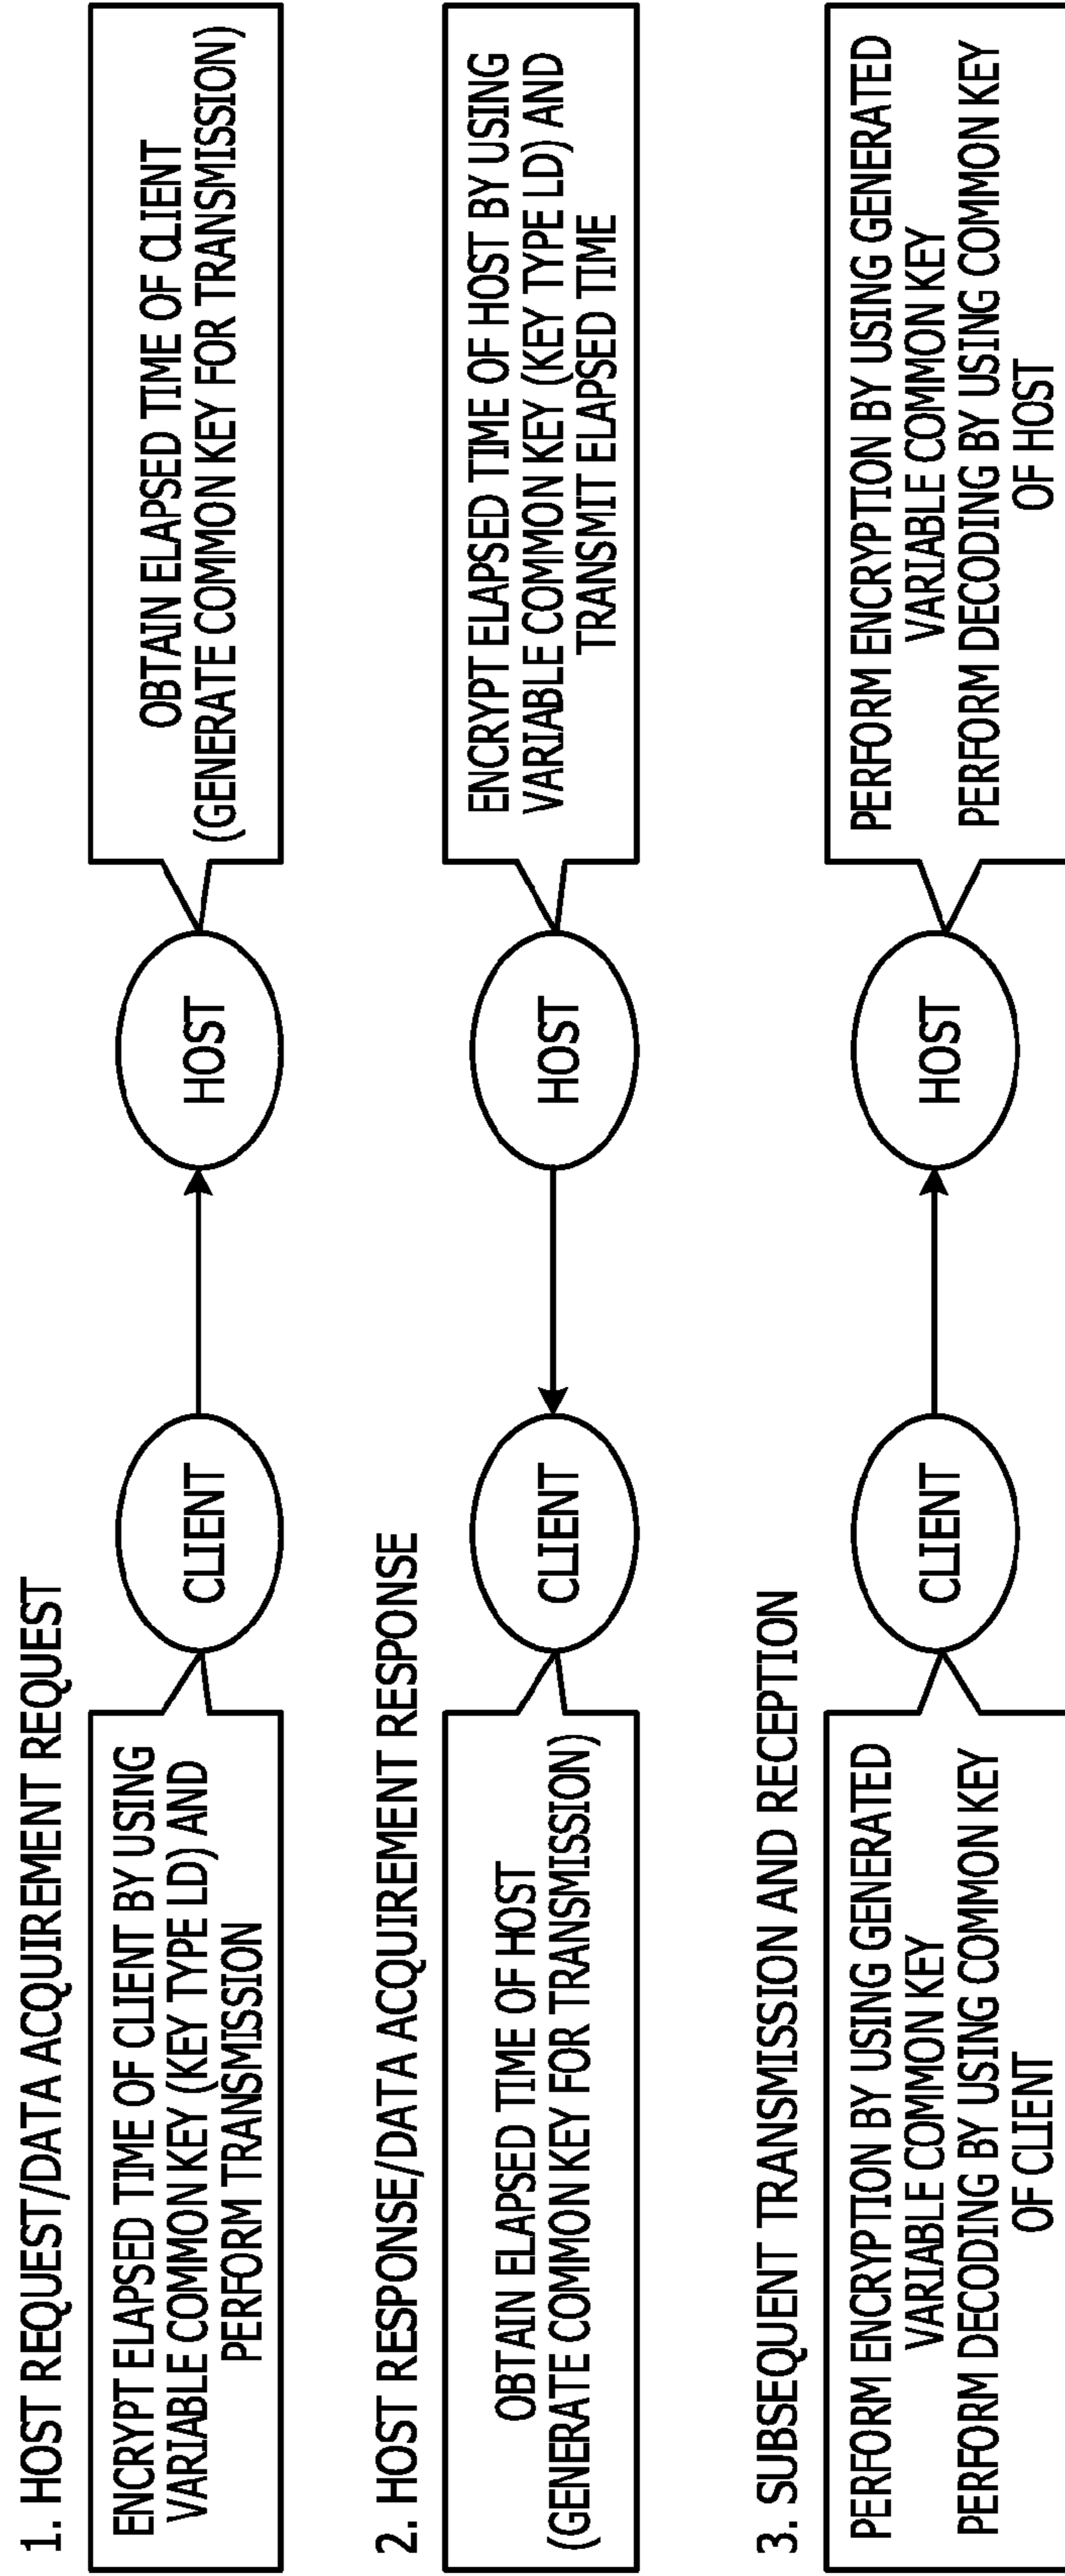 1. HOST REQUEST/DATA ACQUIREMENT REQUEST
ENCRYPT ELAPSED TIME OF CLIENT BY USING
VARIABLE COMMON KEY (KEY TYPE LD) AND
PERFORM TRANSMISSION
CLIENT
HOST
OBTAIN ELAPSED TIME OF CLIENT
(GENERATE COMMON KEY FOR TRANSMISSION)
2. HOST RESPONSE/DATA ACQUIREMENT RESPONSE
OBTAIN ELAPSED TIME OF HOST
(GENERATE COMMON KEY FOR TRANSMISSION)
CLIENT
HOST
ENCRYPT ELAPSED TIME OF HOST BY USING
VARIABLE COMMON KEY (KEY TYPE LD) AND
TRANSMIT ELAPSED TIME
3. SUBSEQUENT TRANSMISSION AND RECEPTION
PERFORM ENCRYPTION BY USING GENERATED
VARIABLE COMMON KEY
PERFORM DECODING BY USING COMMON KEY
OF CLIENT
CLIENT
HOST
PERFORM ENCRYPTION BY USING GENERATED
VARIABLE COMMON KEY
PERFORM DECODING BY USING COMMON KEY
OF HOST